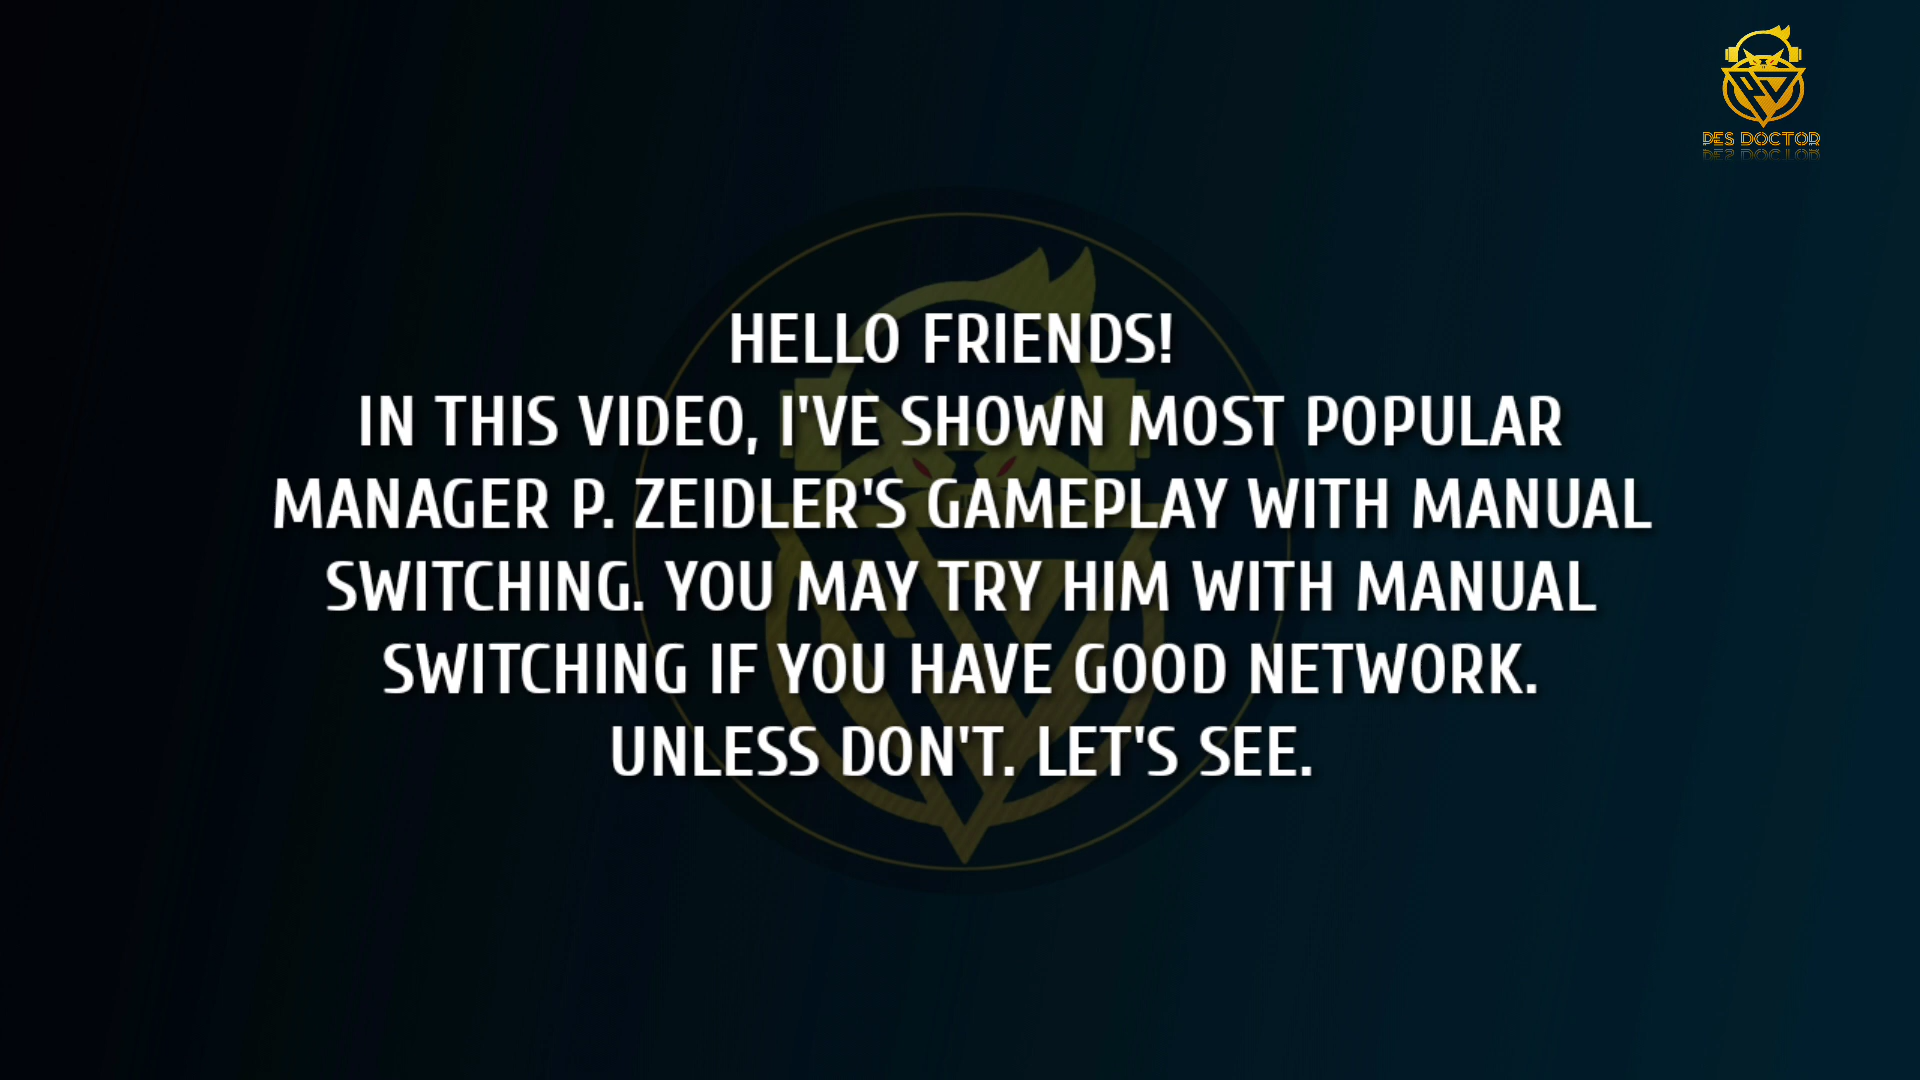 PES DOCTOR
HELLO FRIENDS!
IN THIS VIDEO, I'VE SHOWN MOST POPULAR
MANAGER P. ZEIDLER'S GAMEPLAY WITH MANUAL
SWITCHING. YOU MAY TRY HIM WITH MANUAL
SWITCHING IF YOU HAVE GOOD NETWORK.
UNLESS DON'T. LET'S SEE.